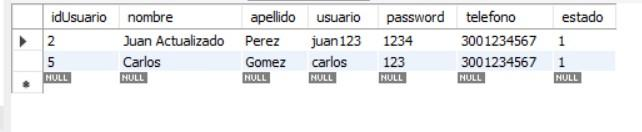 idUsuario nombre apellido usuario password telefono estado
2 Juan Actualizado Perez juan123 1234 3001234567 1
5 Carlos Gomez carlos 123 3001234567 1
NULL NULL NULL NULL NULL NULL NULL